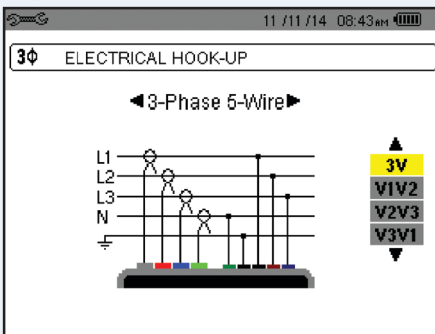 11 /11 /14 08:43AM
3Φ ELECTRICAL HOOK-UP
◄3-Phase 5-Wire►
L1
L2
L3
N
3V
V1V2
V2V3
V3V1